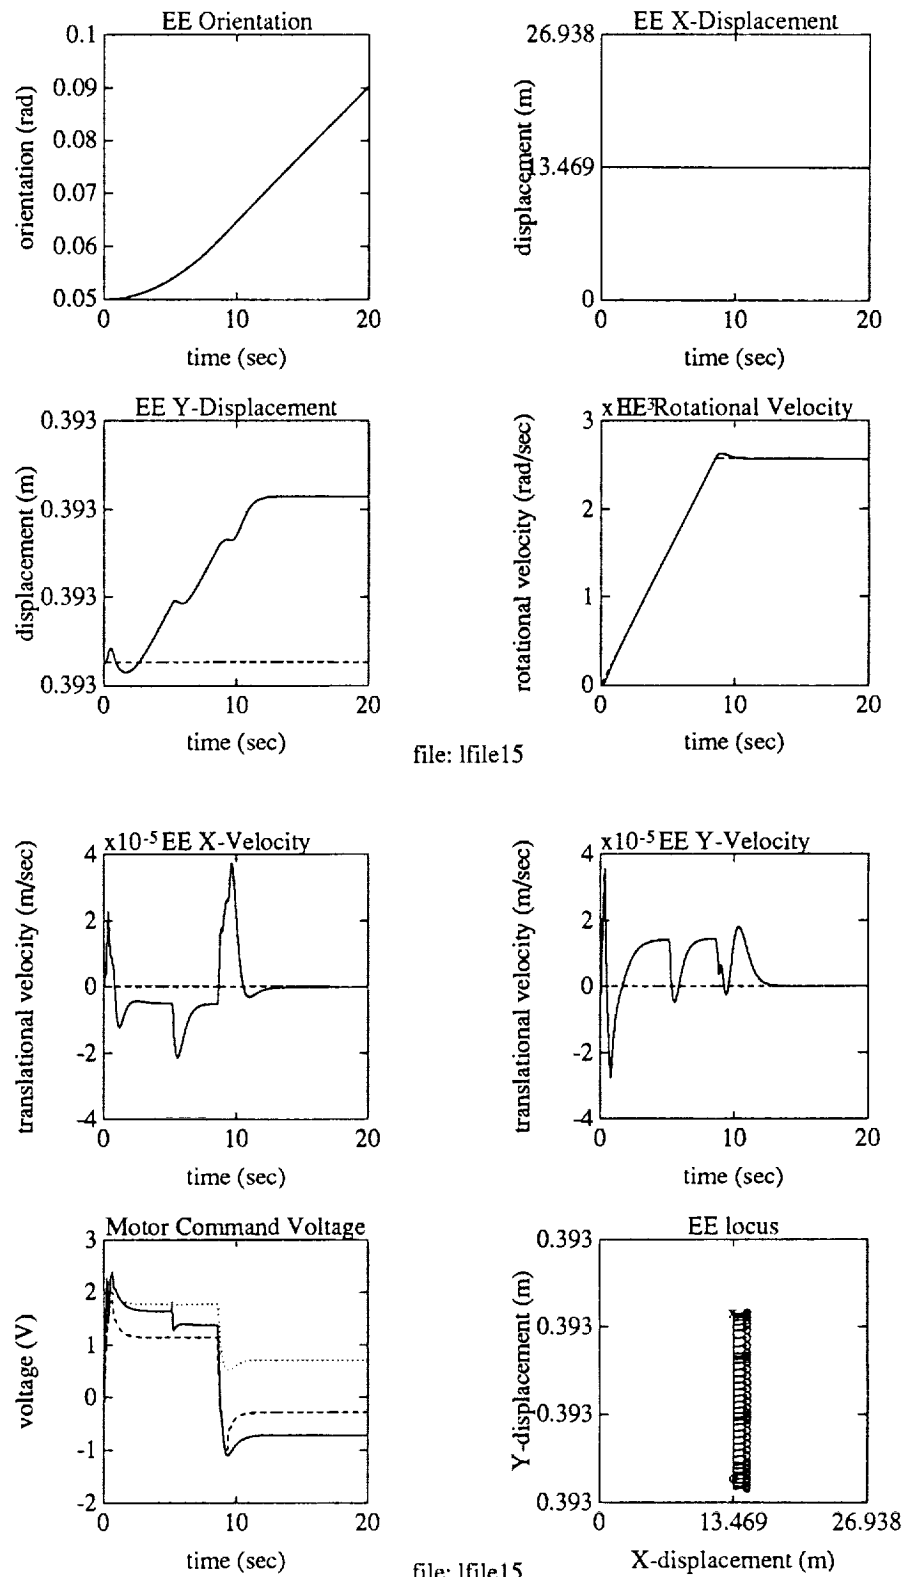 EE Orientation
0.1
0.09
0.08
0.07
0.06
0.05
orientation (rad)
0 10 20
time (sec)
EE X-Displacement
26.938
13.469
0
displacement (m)
0 10 20
time (sec)
EE Y-Displacement
0.393
0.393
0.393
0.393
displacement (m)
0 10 20
time (sec)
EE Rotational Velocity
3
2
1
0
rotational velocity (rad/sec)
0 10 20
time (sec)
file: lfile15
x10-5 EE X-Velocity
4
2
0
-2
-4
translational velocity (m/sec)
0 10 20
time (sec)
x10-5 EE Y-Velocity
4
2
0
-2
-4
translational velocity (m/sec)
0 10 20
time (sec)
Motor Command Voltage
3
2
1
0
-1
-2
voltage (V)
0 10 20
time (sec)
EE locus
0.393
0.393
0.393
0.393
Y-displacement (m)
0 13.469 26.938
X-displacement (m)
file: lfile15